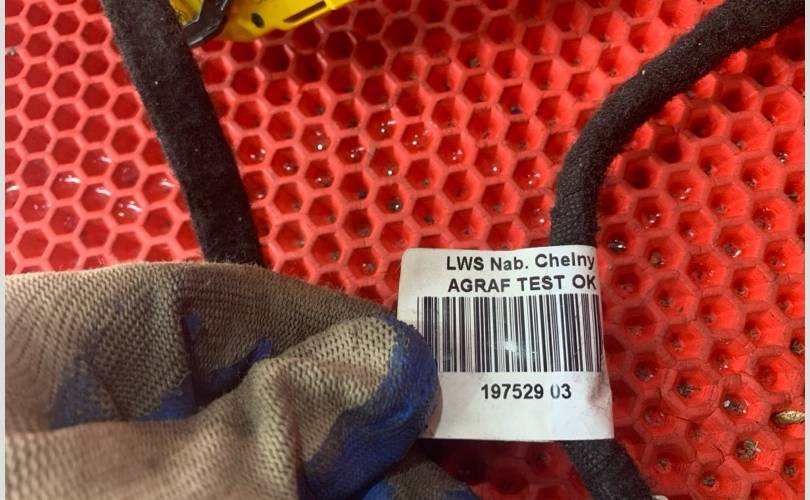 LWS Nab. Chelny
AGRAF TEST OK
197529 03